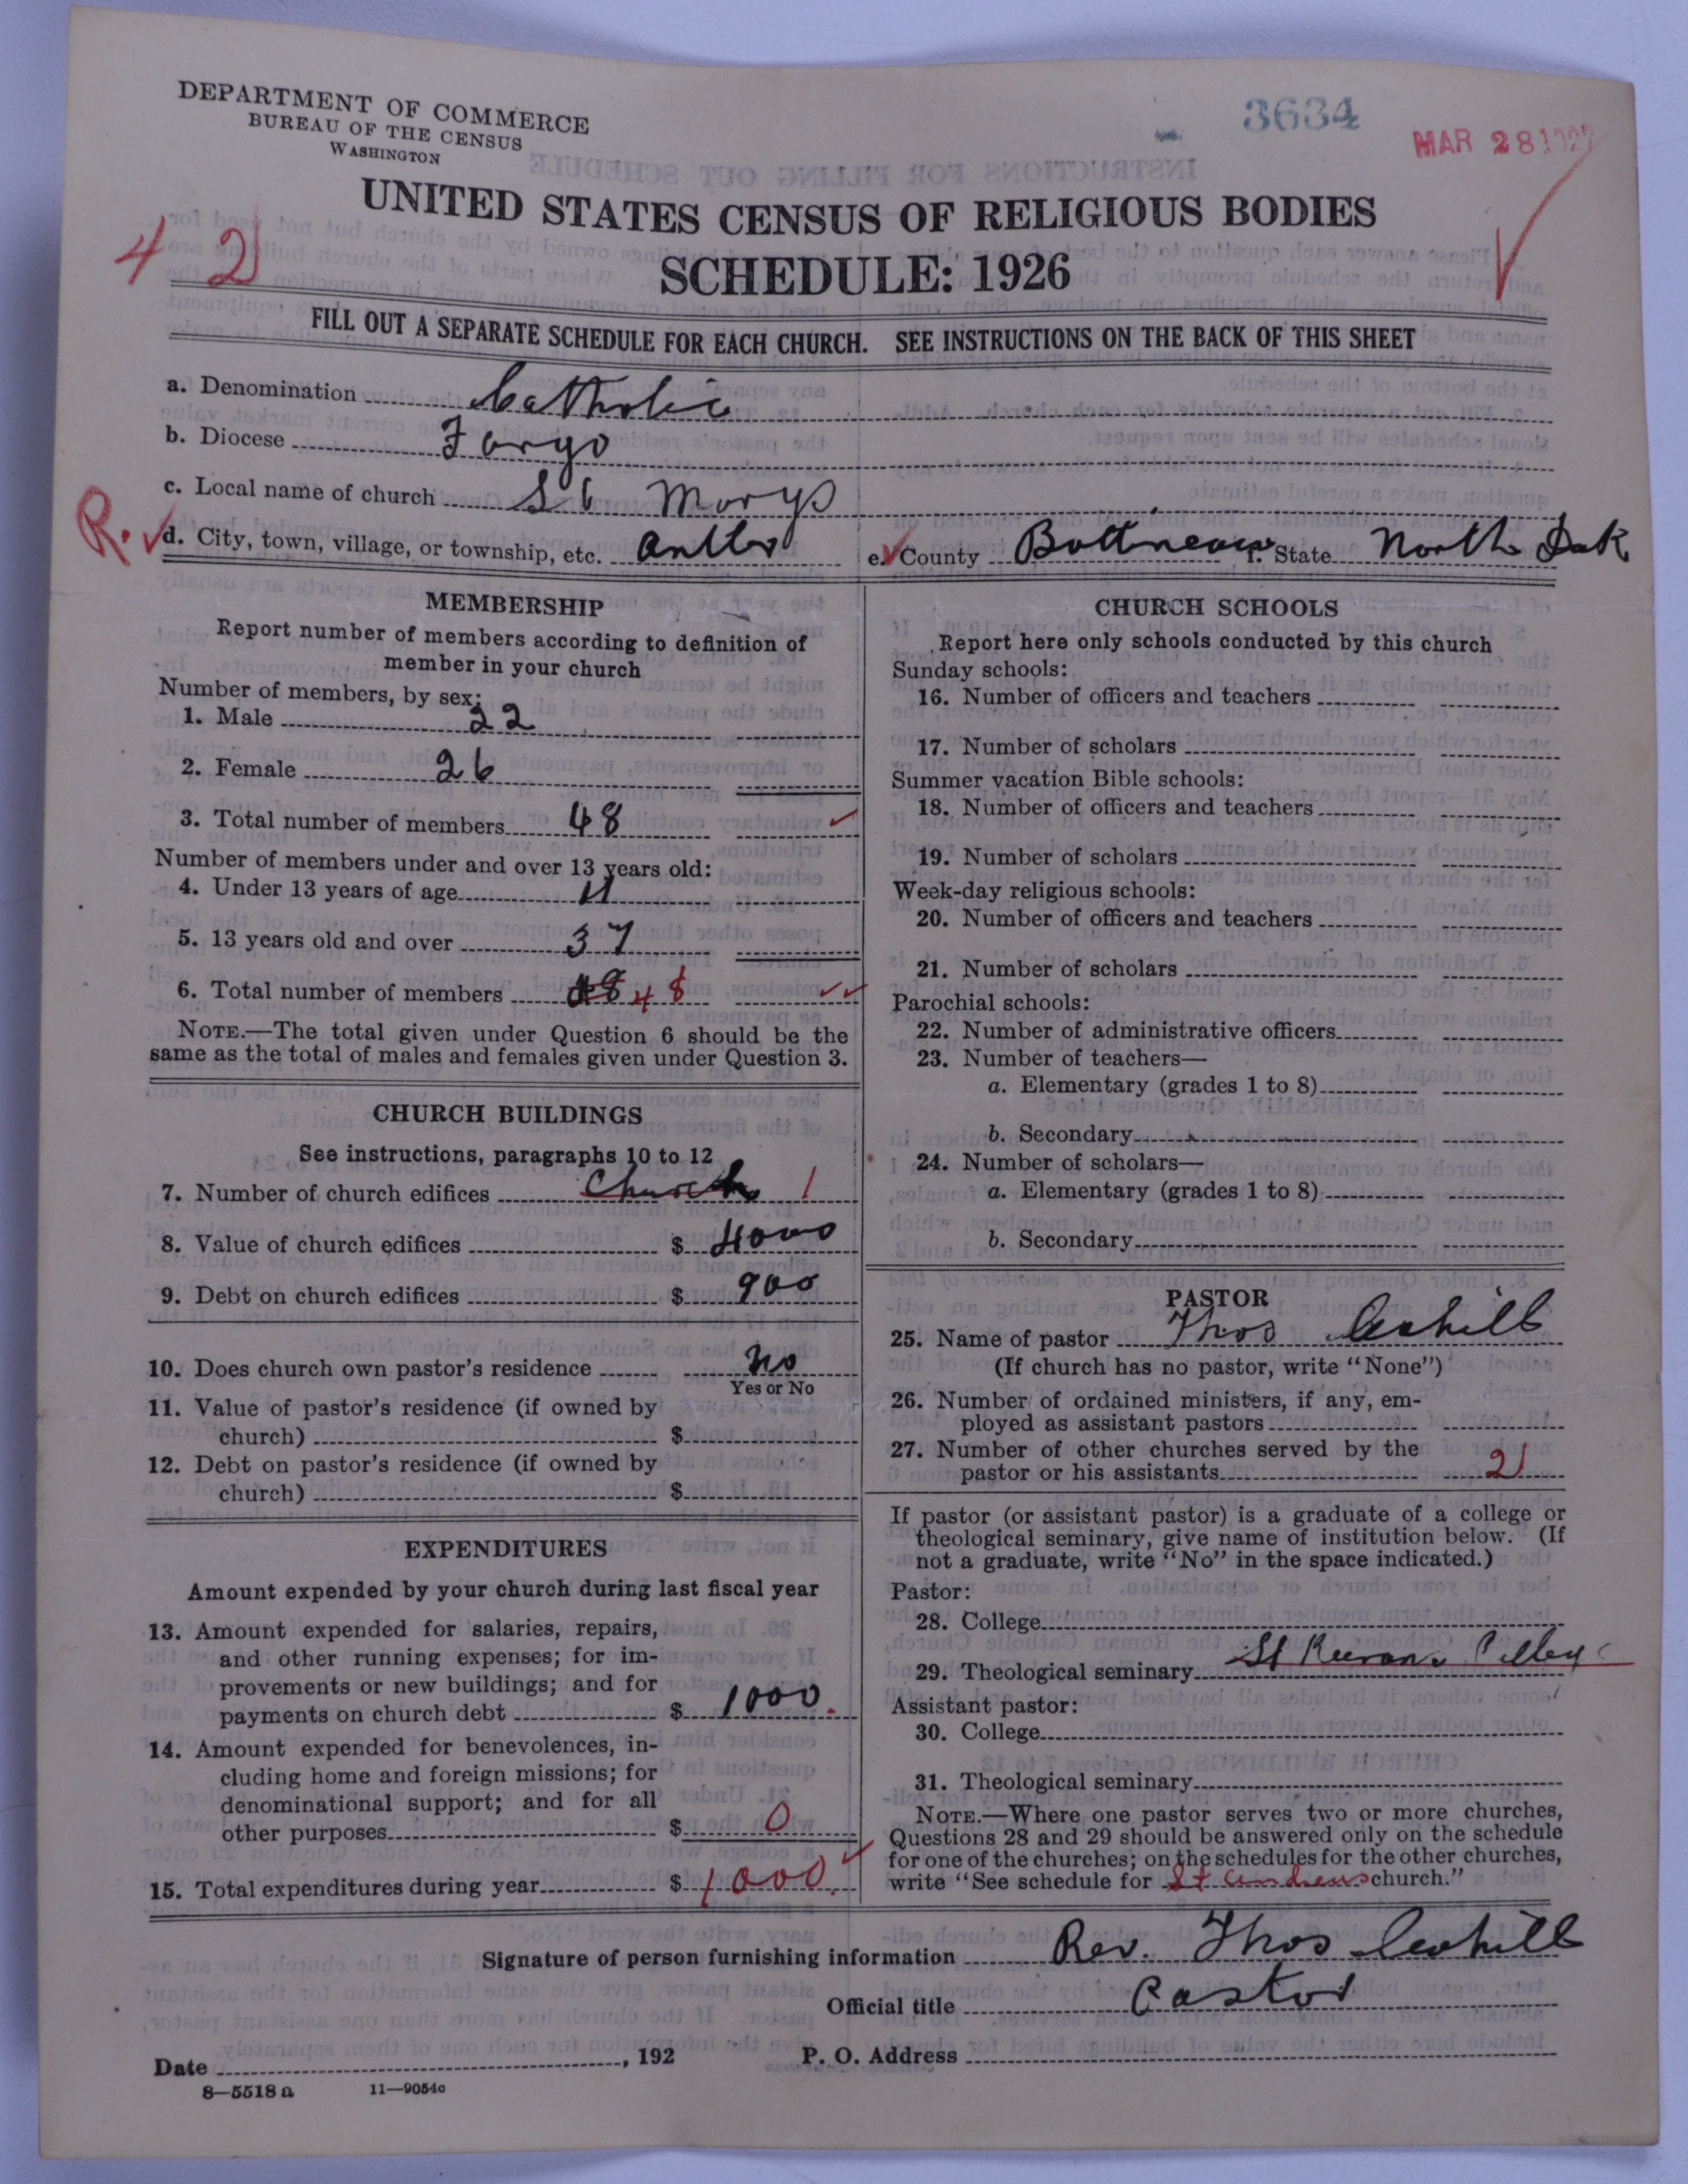 DEPARTMENT OF COMMERCE
BUREAU OF THE CENSUS
WASHINGTON
3634
MAR 28 1927
UNITED STATES CENSUS OF RELIGIOUS BODIES
4 2
SCHEDULE: 1926
FILL OUT A SEPARATE SCHEDULE FOR EACH CHURCH. SEE INSTRUCTIONS ON THE BACK OF THIS SHEET
a. Denomination Catholic
b. Diocese Fargo
c. Local name of church St Marys
R. d. City, town, village, or township, etc. Antler e. County Bottineau f. State North Dak
MEMBERSHIP
Report number of members according to definition of
member in your church
Number of members, by sex:
1. Male 22
2. Female 26
3. Total number of members 48
Number of members under and over 13 years old:
4. Under 13 years of age 11
5. 13 years old and over 37
6. Total number of members 48 48
NOTE.—The total given under Question 6 should be the
same as the total of males and females given under Question 3.
CHURCH BUILDINGS
See instructions, paragraphs 10 to 12
7. Number of church edifices Church 1
8. Value of church edifices $ 4000
9. Debt on church edifices $ 900
10. Does church own pastor's residence No
Yes or No
11. Value of pastor's residence (if owned by
church) $
12. Debt on pastor's residence (if owned by
church) $
EXPENDITURES
Amount expended by your church during last fiscal year
13. Amount expended for salaries, repairs,
and other running expenses; for im-
provements or new buildings; and for
payments on church debt $ 1000.
14. Amount expended for benevolences, in-
cluding home and foreign missions; for
denominational support; and for all
other purposes $ 0
15. Total expenditures during year $ 1000.
CHURCH SCHOOLS
Report here only schools conducted by this church
Sunday schools:
16. Number of officers and teachers
17. Number of scholars
Summer vacation Bible schools:
18. Number of officers and teachers
19. Number of scholars
Week-day religious schools:
20. Number of officers and teachers
21. Number of scholars
Parochial schools:
22. Number of administrative officers
23. Number of teachers—
a. Elementary (grades 1 to 8)
b. Secondary
24. Number of scholars—
a. Elementary (grades 1 to 8)
b. Secondary
PASTOR
25. Name of pastor Thos Cahill
(If church has no pastor, write "None")
26. Number of ordained ministers, if any, em-
ployed as assistant pastors
27. Number of other churches served by the
pastor or his assistants 2
If pastor (or assistant pastor) is a graduate of a college or
theological seminary, give name of institution below. (If
not a graduate, write "No" in the space indicated.)
Pastor:
28. College
29. Theological seminary St College
Assistant pastor:
30. College
31. Theological seminary
NOTE.—Where one pastor serves two or more churches,
Questions 28 and 29 should be answered only on the schedule
for one of the churches; on the schedules for the other churches,
write "See schedule for St Andrews church."
Signature of person furnishing information Rev. Thos Cahill
Official title Pastor
Date , 192 P. O. Address
8—5518 a 11—9054c